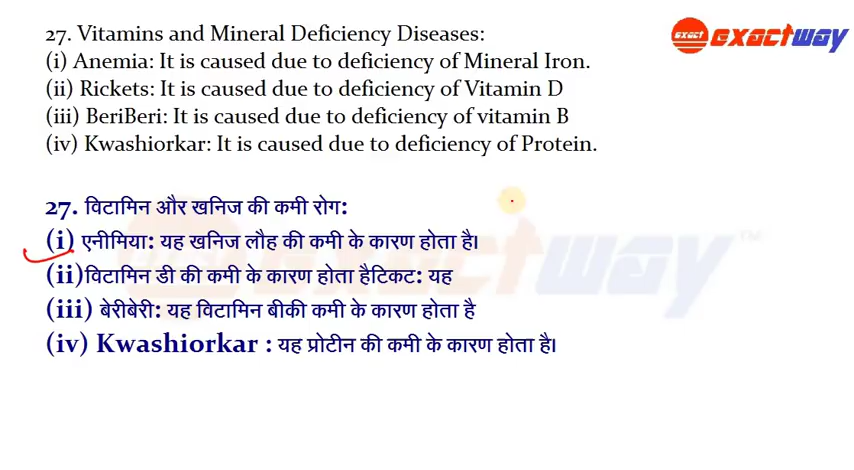 27. Vitamins and Mineral Deficiency Diseases:
(i) Anemia: It is caused due to deficiency of Mineral Iron.
(ii) Rickets: It is caused due to deficiency of Vitamin D
(iii) BeriBeri: It is caused due to deficiency of vitamin B
(iv) Kwashiorkar: It is caused due to deficiency of Protein.
exact exactway
27. विटामिन और खनिज की कमी रोग:
(i) एनीमिया: यह खनिज लौह की कमी के कारण होता है।
(ii)विटामिन डी की कमी के कारण होता हैटिकट: यह
(iii) बेरीबेरी: यह विटामिन बीकी कमी के कारण होता है
(iv) Kwashiorkar : यह प्रोटीन की कमी के कारण होता है।
exactway TM